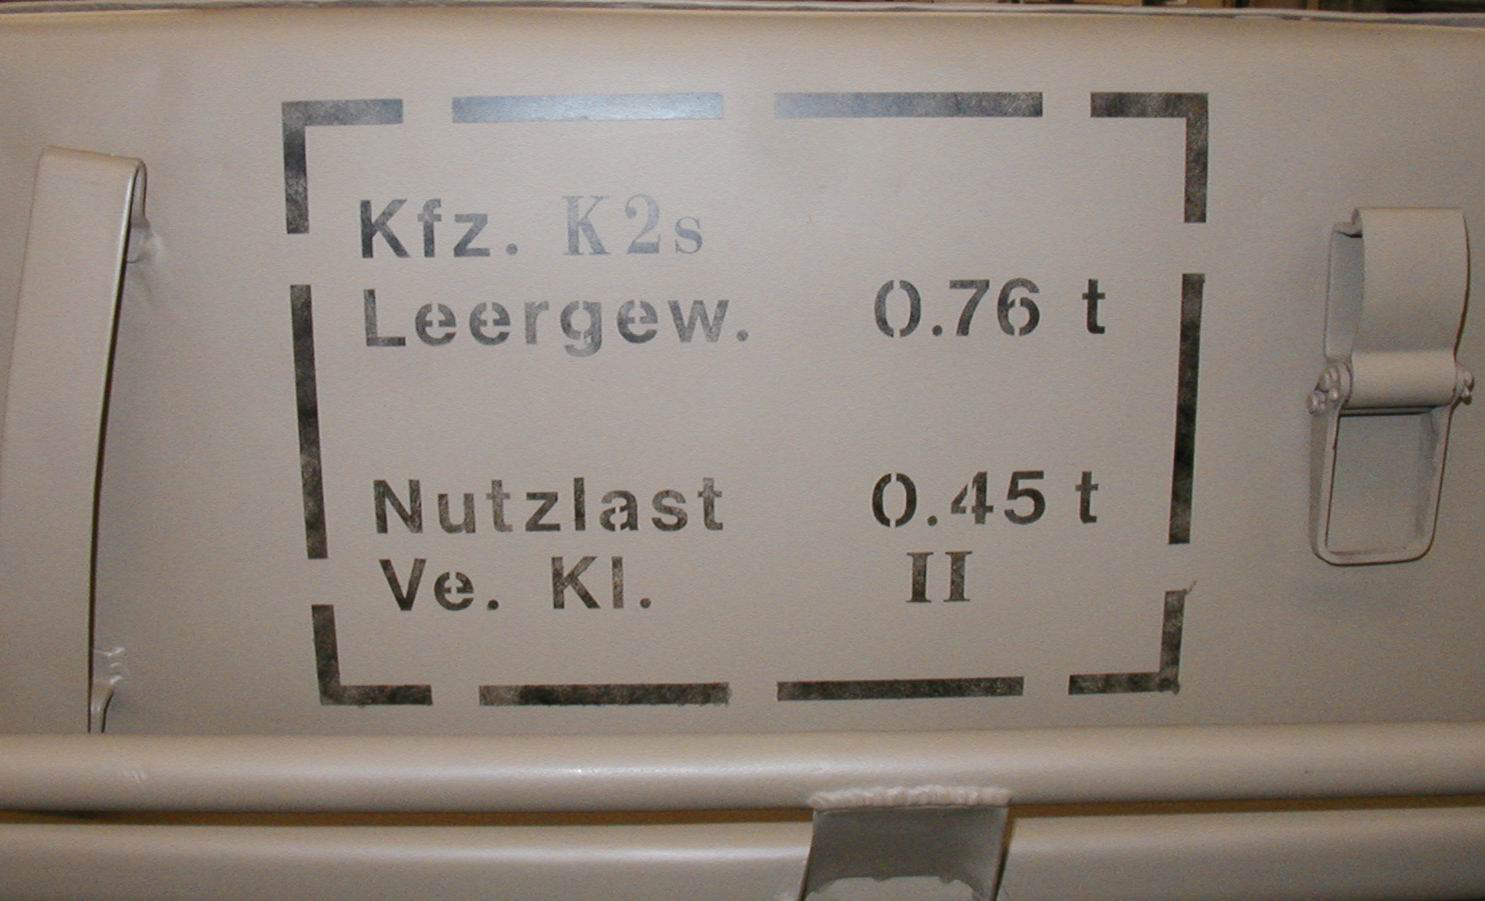 Kfz. K2s
Leergew. 0.76 t
Nutzlast 0.45 t
Ve. Kl. II